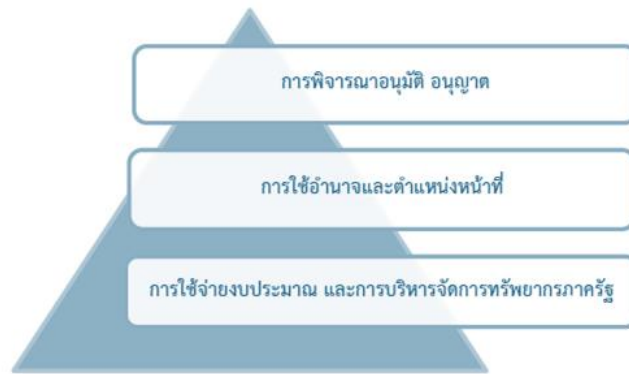 การพิจารณาอนุมัติ อนุญาต
การใช้อำนาจและตำแหน่งหน้าที่
การใช้จ่ายงบประมาณ และการบริหารจัดการทรัพยากรภาครัฐ